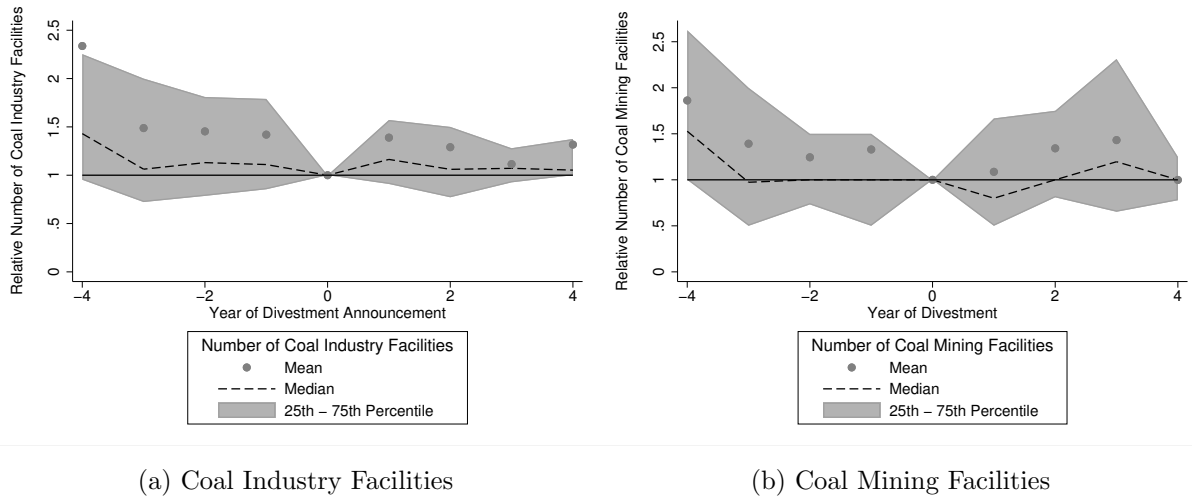 Relative Number of Coal Industry Facilities
2.5
2
1.5
1
.5
0
−4
−2
0
2
4
Year of Divestment Announcement
Number of Coal Industry Facilities
Mean
Median
25th − 75th Percentile
(a) Coal Industry Facilities
Relative Number of Coal Mining Facilities
2.5
2
1.5
1
.5
0
−4
−2
0
2
4
Year of Divestment
Number of Coal Mining Facilities
Mean
Median
25th − 75th Percentile
(b) Coal Mining Facilities